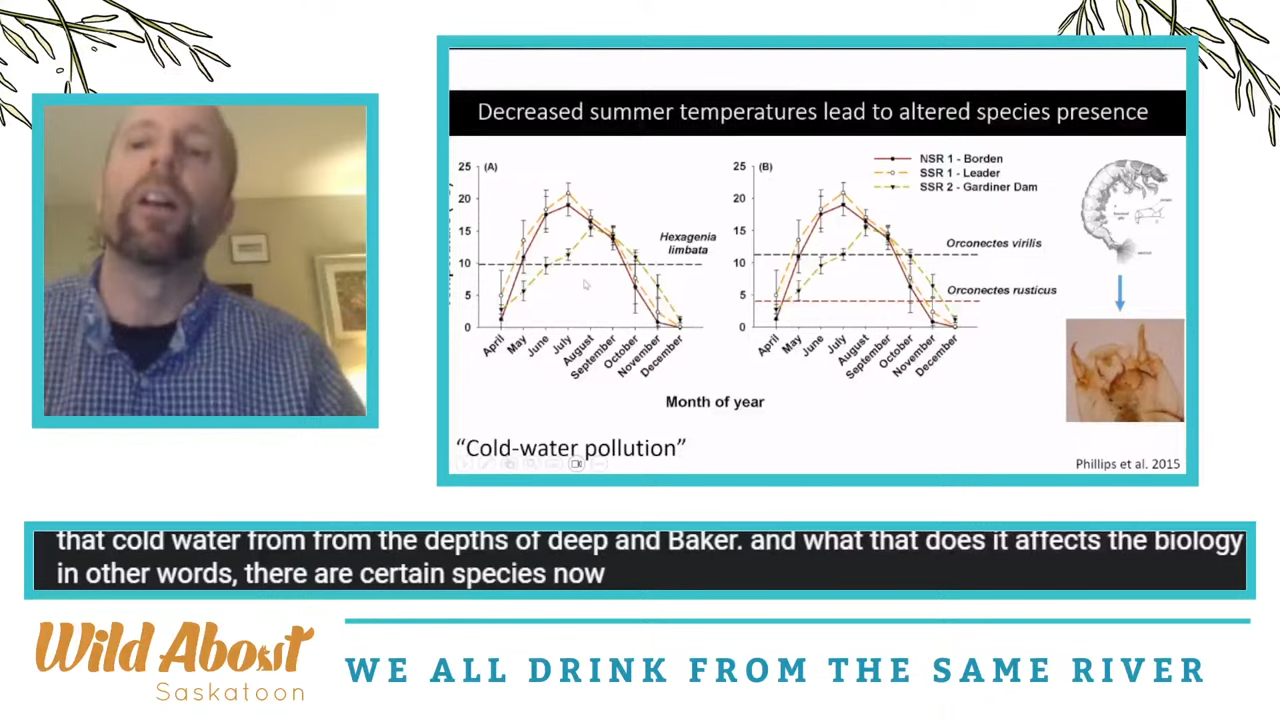 Decreased summer temperatures lead to altered species presence
25
(A)
20
15
10
5
0
Hexagenia
limbata
April
May
June
July
August
September
October
November
December
25
(B)
20
15
10
5
0
NSR 1 - Borden
SSR 1 - Leader
SSR 2 - Gardiner Dam
Orconectes virilis
Orconectes rusticus
April
May
June
July
August
September
October
November
December
Month of year
“Cold-water pollution”
Phillips et al. 2015
that cold water from from the depths of deep and Baker. and what that does it affects the biology
in other words, there are certain species now
Wild About
Saskatoon
WE ALL DRINK FROM THE SAME RIVER